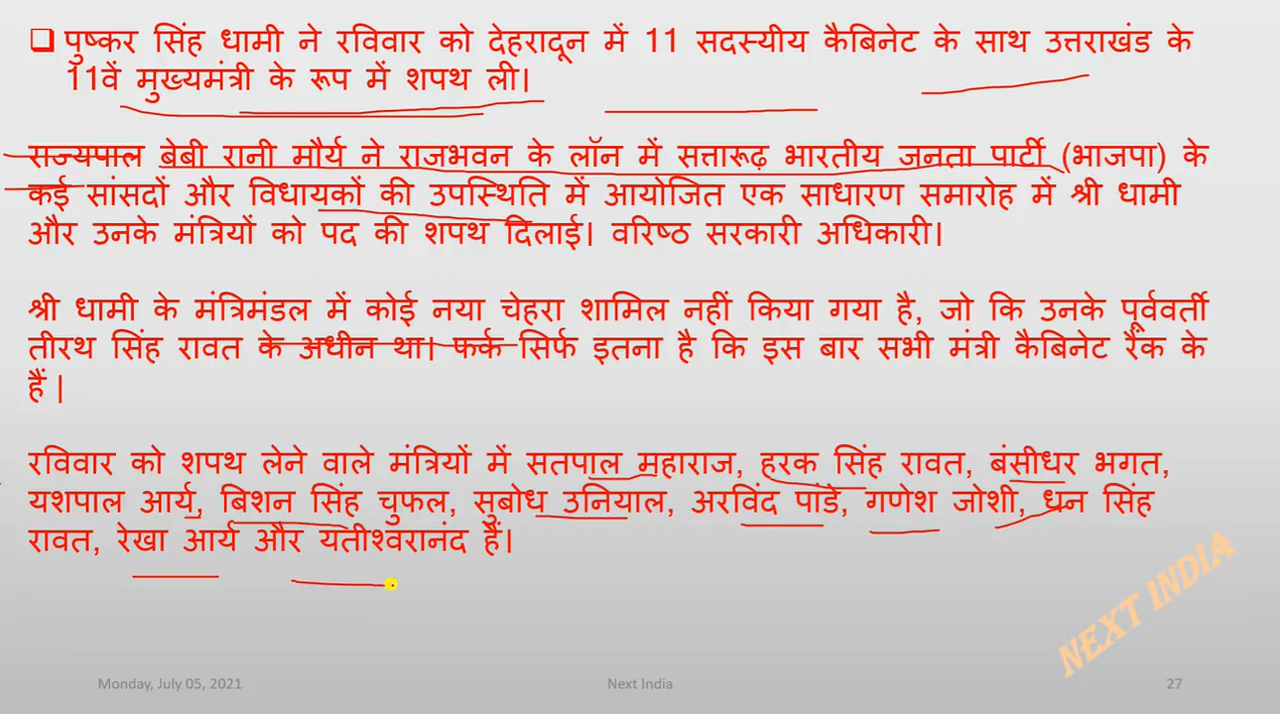 ❑ पुष्कर सिंह धामी ने रविवार को देहरादून में 11 सदस्यीय कैबिनेट के साथ उत्तराखंड के
11वें मुख्यमंत्री के रूप में शपथ ली।
राज्यपाल बेबी रानी मौर्य ने राजभवन के लॉन में सत्तारूढ़ भारतीय जनता पार्टी (भाजपा) के
कई सांसदों और विधायकों की उपस्थिति में आयोजित एक साधारण समारोह में श्री धामी
और उनके मंत्रियों को पद की शपथ दिलाई। वरिष्ठ सरकारी अधिकारी।
श्री धामी के मंत्रिमंडल में कोई नया चेहरा शामिल नहीं किया गया है, जो कि उनके पूर्ववर्ती
तीरथ सिंह रावत के अधीन था। फर्क सिर्फ इतना है कि इस बार सभी मंत्री कैबिनेट रैंक के
हैं |
रविवार को शपथ लेने वाले मंत्रियों में सतपाल महाराज, हरक सिंह रावत, बंसीधर भगत,
यशपाल आर्य, बिशन सिंह चुफल, सुबोध उनियाल, अरविंद पांडे, गणेश जोशी, धन सिंह
रावत, रेखा आर्य और यतीश्वरानंद हैं।
NEXT INDIA
Monday, July 05, 2021 Next India 27